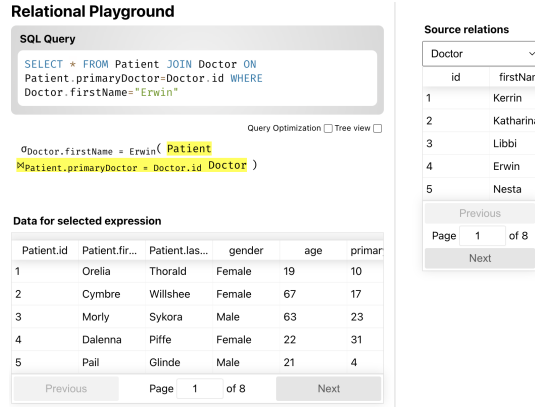 Relational Playground
SQL Query
SELECT * FROM Patient JOIN Doctor ON
Patient.primaryDoctor=Doctor.id WHERE
Doctor.firstName="Erwin"
Query Optimization Tree view
σDoctor.firstName = Erwin( Patient
⋈Patient.primaryDoctor = Doctor.id Doctor )
Data for selected expression
Patient.id Patient.fir... Patient.las... gender age primar
1 Orelia Thorald Female 19 10
2 Cymbre Willshee Female 67 17
3 Morly Sykora Male 63 23
4 Dalenna Piffe Female 22 31
5 Pail Glinde Male 21 4
Previous Page 1 of 8 Next
Source relations
Doctor
id firstNar
1 Kerrin
2 Katharina
3 Libbi
4 Erwin
5 Nesta
Previous
Page 1 of 8
Next